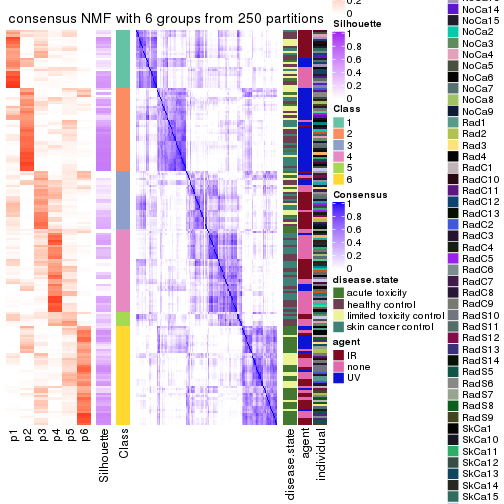 consensus NMF with 6 groups from 250 partitions
p1
p2
p3
p4
p5
p6
Silhouette
Class
disease.state
agent
individual
0.2
0
Silhouette
1
0.8
0.6
0.4
0.2
0
Class
1
2
3
4
5
6
Consensus
1
0.8
0.6
0.4
0.2
0
disease.state
acute toxicity
healthy control
limited toxicity control
skin cancer control
agent
IR
none
UV
NoCa14
NoCa15
NoCa2
NoCa3
NoCa4
NoCa5
NoCa6
NoCa7
NoCa8
NoCa9
Rad1
Rad2
Rad3
Rad4
RadC1
RadC10
RadC11
RadC12
RadC13
RadC2
RadC3
RadC4
RadC5
RadC6
RadC7
RadC8
RadC9
RadS10
RadS11
RadS12
RadS13
RadS14
RadS5
RadS6
RadS7
RadS8
RadS9
SkCa1
SkCa10
SkCa11
SkCa12
SkCa13
SkCa14
SkCa15